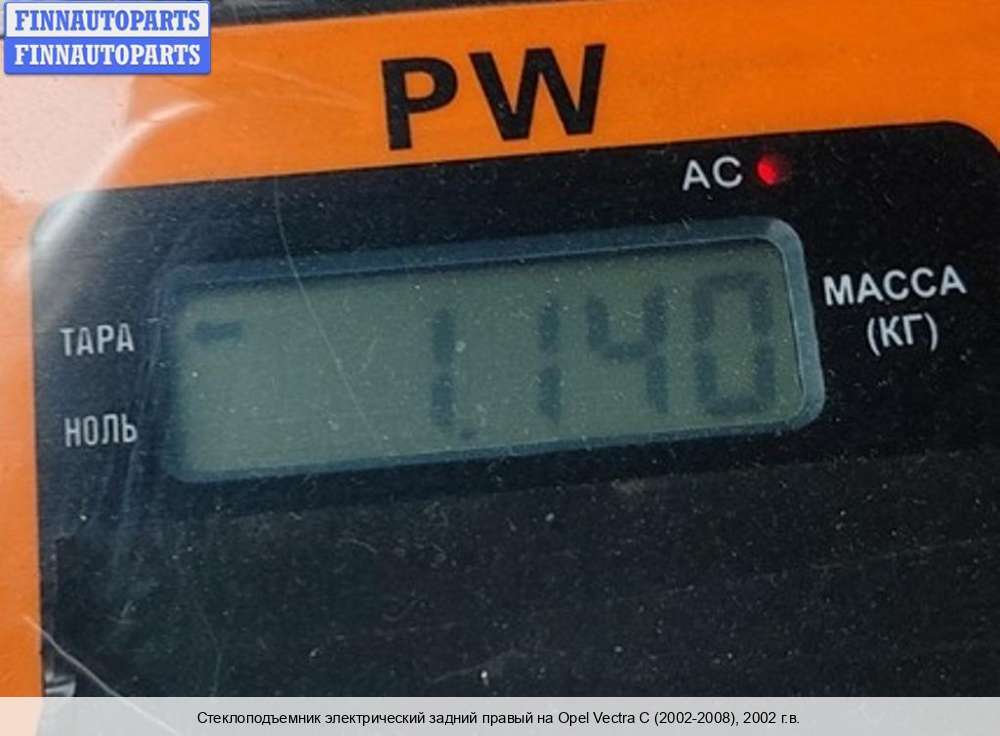 FINNAUTOPARTS
FINNAUTOPARTS
PW
AC
МАССА
(КГ)
ТАРА
1.140
НОЛЬ
Стеклоподъемник электрический задний правый на Opel Vectra C (2002-2008), 2002 г.в.